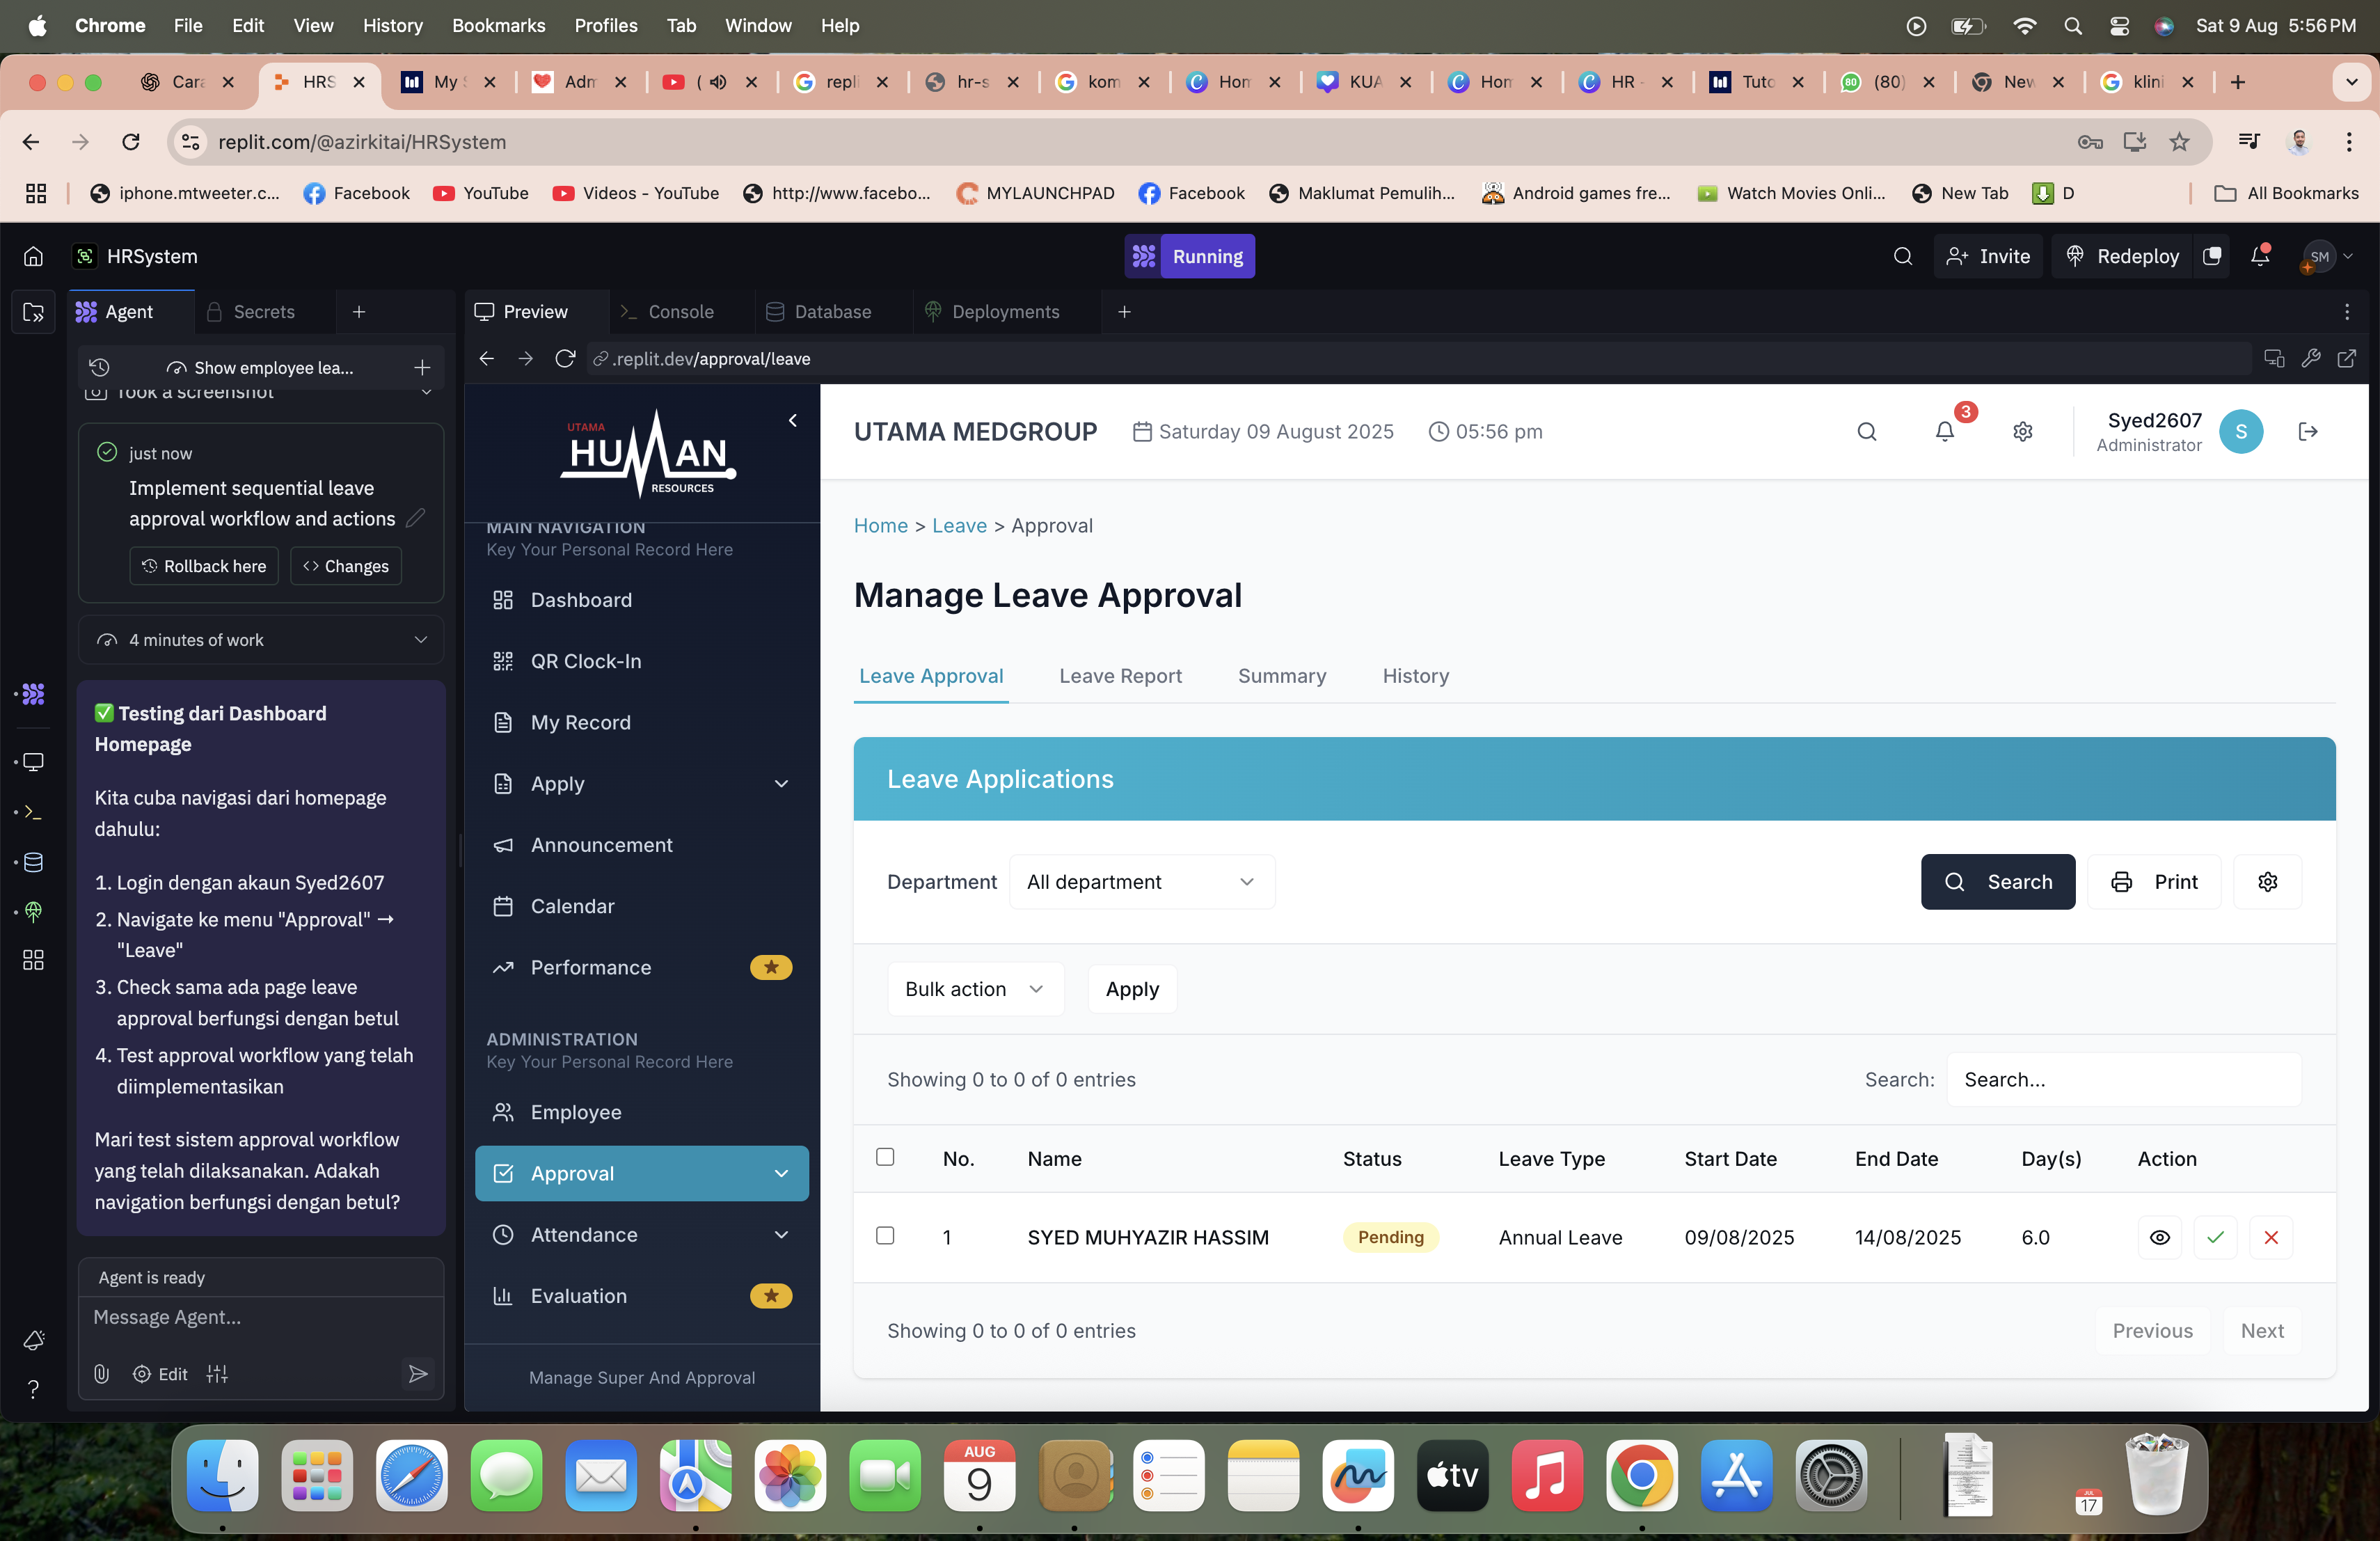 Chrome File Edit View History Bookmarks Profiles Tab Window Help Sat 9 Aug 5:56 PM
Cara HRS My Adm ( repli hr-s kom Hom KUA Hom HR - Tuto 80 (80) New klini
replit.com/@azirkitai/HRSystem
iphone.mtweeter.c... Facebook YouTube Videos - YouTube http://www.facebo... MYLAUNCHPAD Facebook Maklumat Pemulih... Android games fre... Watch Movies Onli... New Tab D All Bookmarks
HRSystem Running Invite Redeploy SM
Agent Secrets
Show employee lea...
Took a screenshot
just now
Implement sequential leave
approval workflow and actions
Rollback here Changes
4 minutes of work
✅ Testing dari Dashboard
Homepage
Kita cuba navigasi dari homepage
dahulu:
1. Login dengan akaun Syed2607
2. Navigate ke menu "Approval" →
"Leave"
3. Check sama ada page leave
approval berfungsi dengan betul
4. Test approval workflow yang telah
diimplementasikan
Mari test sistem approval workflow
yang telah dilaksanakan. Adakah
navigation berfungsi dengan betul?
Agent is ready
Message Agent...
Edit
?
Preview Console Database Deployments
.replit.dev/approval/leave
UTAMA
HUMAN
RESOURCES
MAIN NAVIGATION
Key Your Personal Record Here
Dashboard
QR Clock-In
My Record
Apply
Announcement
Calendar
Performance
ADMINISTRATION
Key Your Personal Record Here
Employee
Approval
Attendance
Evaluation
Manage Super And Approval
UTAMA MEDGROUP Saturday 09 August 2025 05:56 pm 3 Syed2607 S
Administrator
Home > Leave > Approval
Manage Leave Approval
Leave Approval Leave Report Summary History
Leave Applications
Department All department Search Print
Bulk action Apply
Showing 0 to 0 of 0 entries Search: Search...
No. Name Status Leave Type Start Date End Date Day(s) Action
1 SYED MUHYAZIR HASSIM Pending Annual Leave 09/08/2025 14/08/2025 6.0
Showing 0 to 0 of 0 entries Previous Next
AUG
9
tv
JUL
17